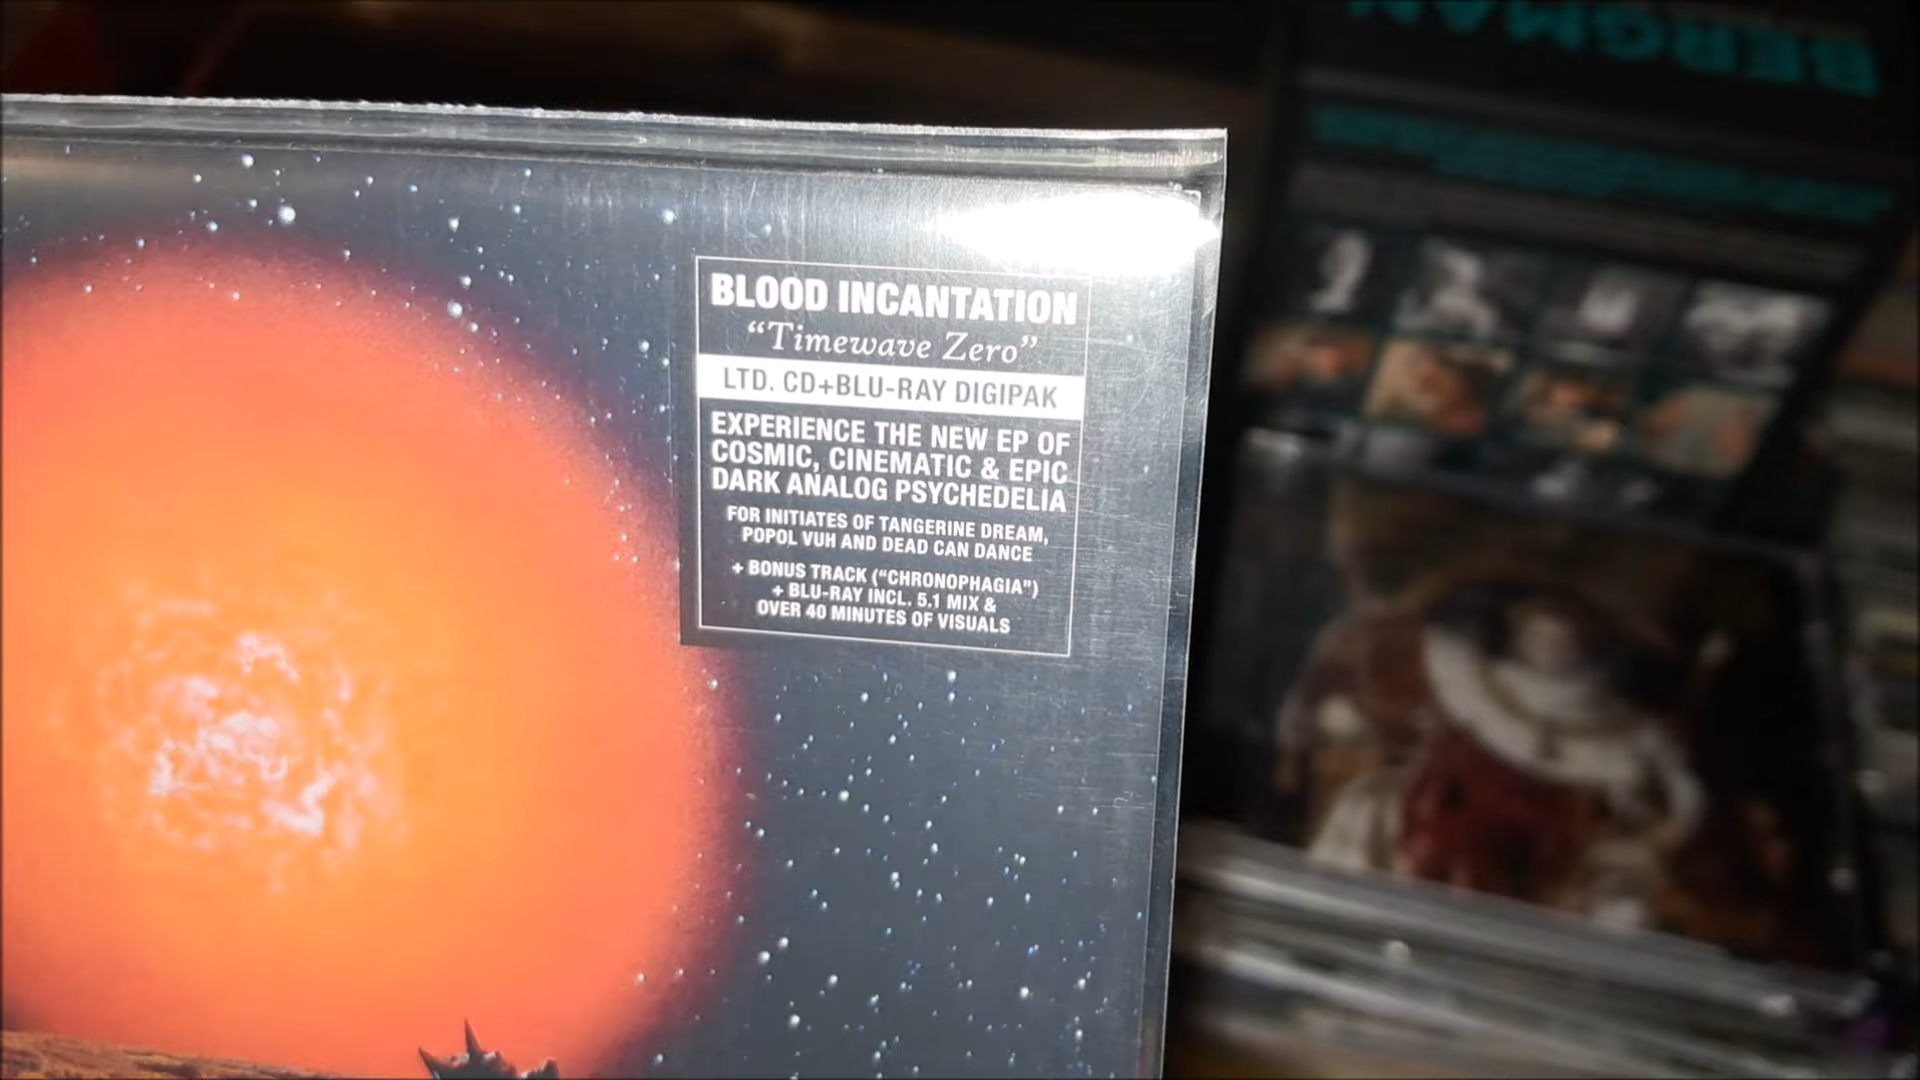 BLOOD INCANTATION
“Timewave Zero”
LTD. CD+BLU-RAY DIGIPAK
EXPERIENCE THE NEW EP OF
COSMIC, CINEMATIC & EPIC
DARK ANALOG PSYCHEDELIA
FOR INITIATES OF TANGERINE DREAM,
POPOL VUH AND DEAD CAN DANCE
+ BONUS TRACK (“CHRONOPHAGIA”)
+ BLU-RAY INCL. 5.1 MIX &
OVER 40 MINUTES OF VISUALS
BERGMAN